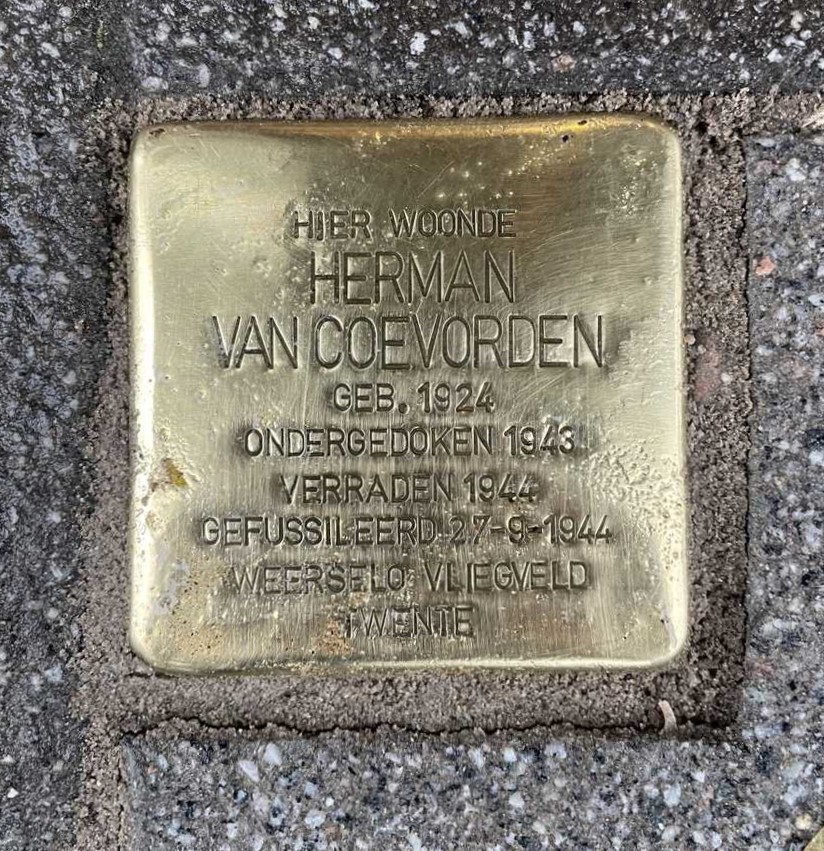 HIER WOONDE
HERMAN
VAN COEVORDEN
GEB. 1924
ONDERGEDOKEN 1943
VERRADEN 1944
GEFUSSILEERD 27-9-1944
WEERSELO VLIEGVELD
TWENTE